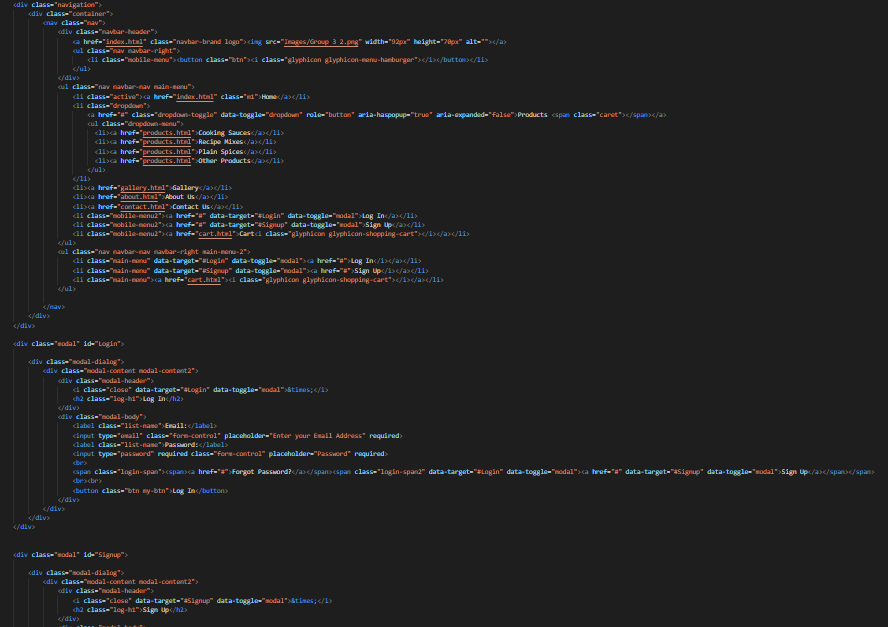 <div class="navigation">
<div class="container">
<nav class="nav">
<div class="navbar-header">
<a href="index.html" class="navbar-brand logo"><img src="Images/Group 3 2.png" width="92px" height="70px" alt=""></a>
<ul class="nav navbar-right">
<li class="mobile-menu"><button class="btn"><i class="glyphicon glyphicon-menu-hamburger"></i></button></li>
</ul>
</div>
<ul class="nav navbar-nav main-menu">
<li class="active"><a href="index.html" class="m1">Home</a></li>
<li class="dropdown">
<a href="#" class="dropdown-toggle" data-toggle="dropdown" role="button" aria-haspopup="true" aria-expanded="false">Products <span class="caret"></span></a>
<ul class="dropdown-menu">
<li><a href="products.html">Cooking Sauces</a></li>
<li><a href="products.html">Recipe Mixes</a></li>
<li><a href="products.html">Plain Spices</a></li>
<li><a href="products.html">Other Products</a></li>
</ul>
</li>
<li><a href="gallery.html">Gallery</a></li>
<li><a href="about.html">About Us</a></li>
<li><a href="contact.html">Contact Us</a></li>
<li class="mobile-menu2"><a href="#" data-target="#Login" data-toggle="modal">Log In</a></li>
<li class="mobile-menu2"><a href="#" data-target="#Signup" data-toggle="modal">Sign Up</a></li>
<li class="mobile-menu2"><a href="cart.html">Cart<i class="glyphicon glyphicon-shopping-cart"></i></a></li>
</ul>
<ul class="nav navbar-nav navbar-right main-menu-2">
<li class="main-menu" data-target="#Login" data-toggle="modal"><a href="#">Log In</i></a></li>
<li class="main-menu" data-target="#Signup" data-toggle="modal"><a href="#">Sign Up</i></a></li>
<li class="main-menu"><a href="cart.html"><i class="glyphicon glyphicon-shopping-cart"></i></a></li>
</ul>
</nav>
</div>
</div>
<div class="modal" id="Login">
<div class="modal-dialog">
<div class="modal-content modal-content2">
<div class="modal-header">
<i class="close" data-target="#Login" data-toggle="modal">&times;</i>
<h2 class="log-h1">Log In</h2>
</div>
<div class="modal-body">
<label class="list-name">Email:</label>
<input type="email" class="form-control" placeholder="Enter your Email Address" required>
<label class="list-name">Password:</label>
<input type="password" required class="form-control" placeholder="Password" required>
<br>
<span class="login-span"><span><a href="#">Forgot Password?</a></span><span class="login-span2" data-target="#Login" data-toggle="modal"><a href="#" data-target="#Signup" data-toggle="modal">Sign Up</a></span></span>
<br><br>
<button class="btn my-btn">Log In</button>
</div>
</div>
</div>
</div>
<div class="modal" id="Signup">
<div class="modal-dialog">
<div class="modal-content modal-content2">
<div class="modal-header">
<i class="close" data-target="#Signup" data-toggle="modal">&times;</i>
<h2 class="log-h1">Sign Up</h2>
</div>